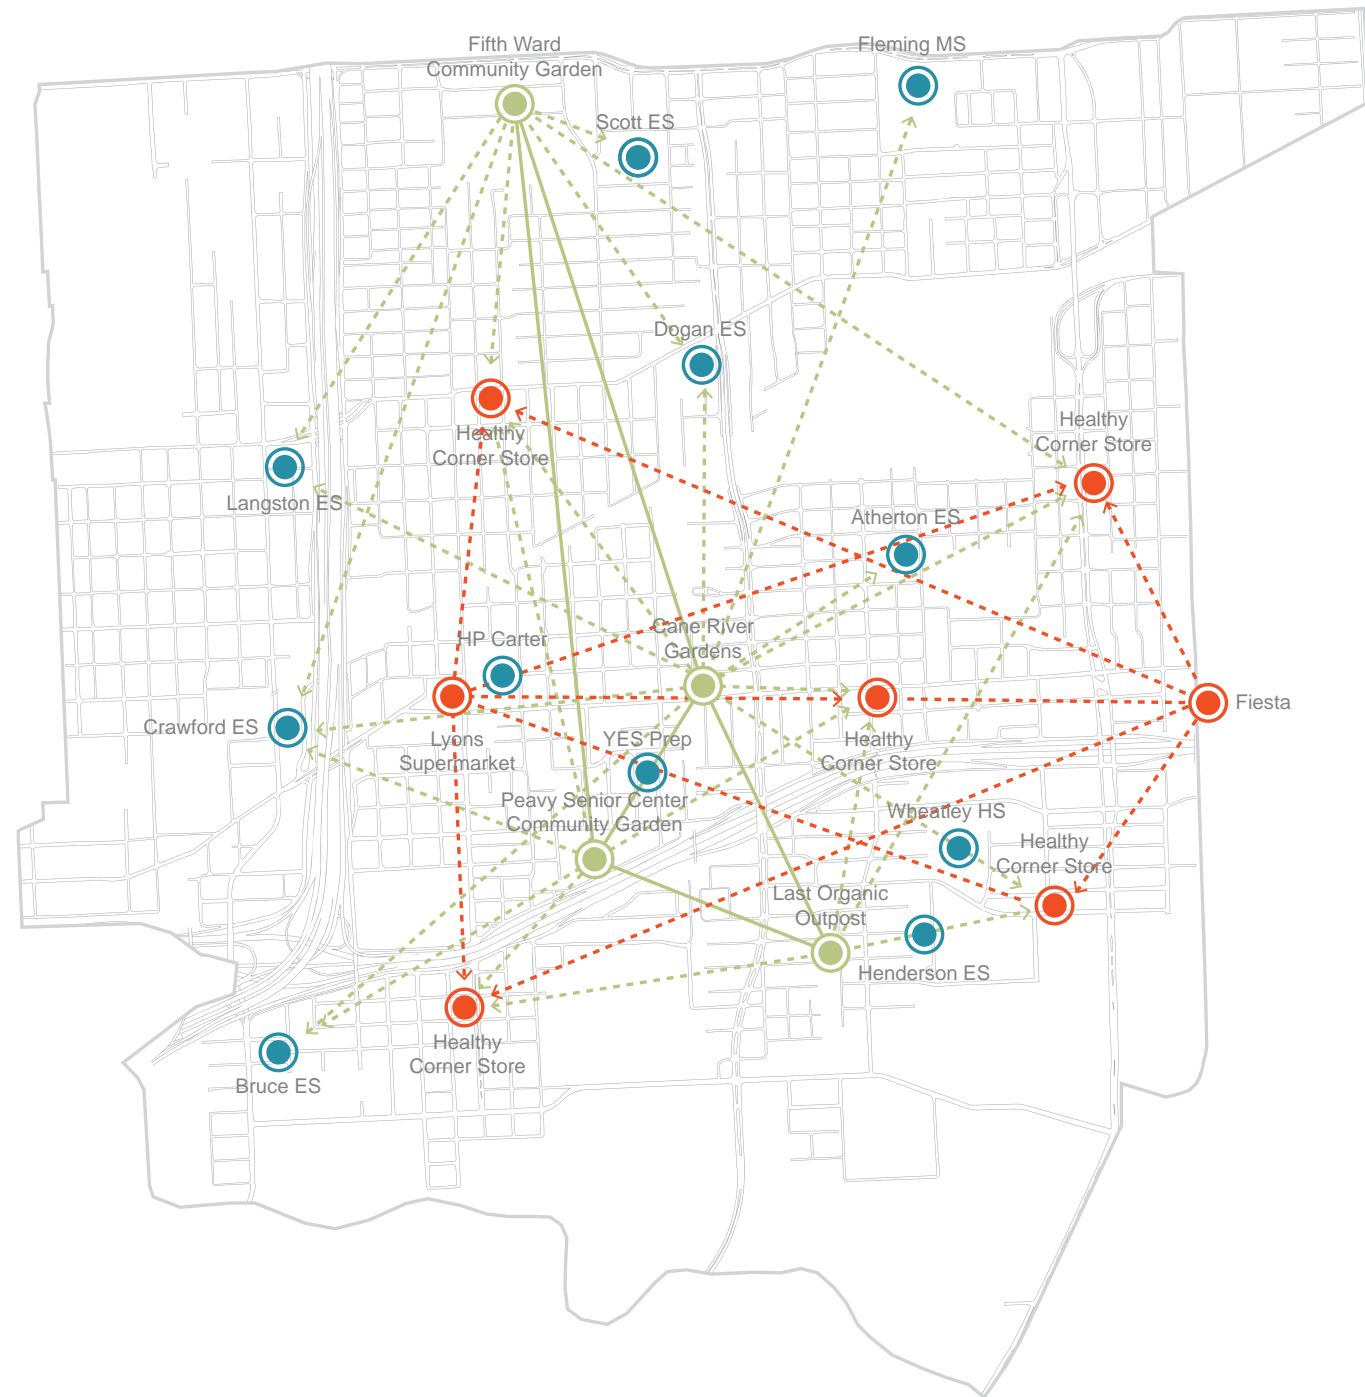 Fifth Ward
Community Garden
Fleming MS
Scott ES
Dogan ES
Healthy
Corner Store
Healthy
Corner Store
Langston ES
Atherton ES
Cane River
Gardens
HP Carter
Fiesta
Crawford ES
Lyons
Supermarket
YES Prep
Healthy
Corner Store
Peavy Senior Center
Community Garden
Wheatley HS
Healthy
Corner Store
Last Organic
Outpost
Henderson ES
Healthy
Corner Store
Bruce ES